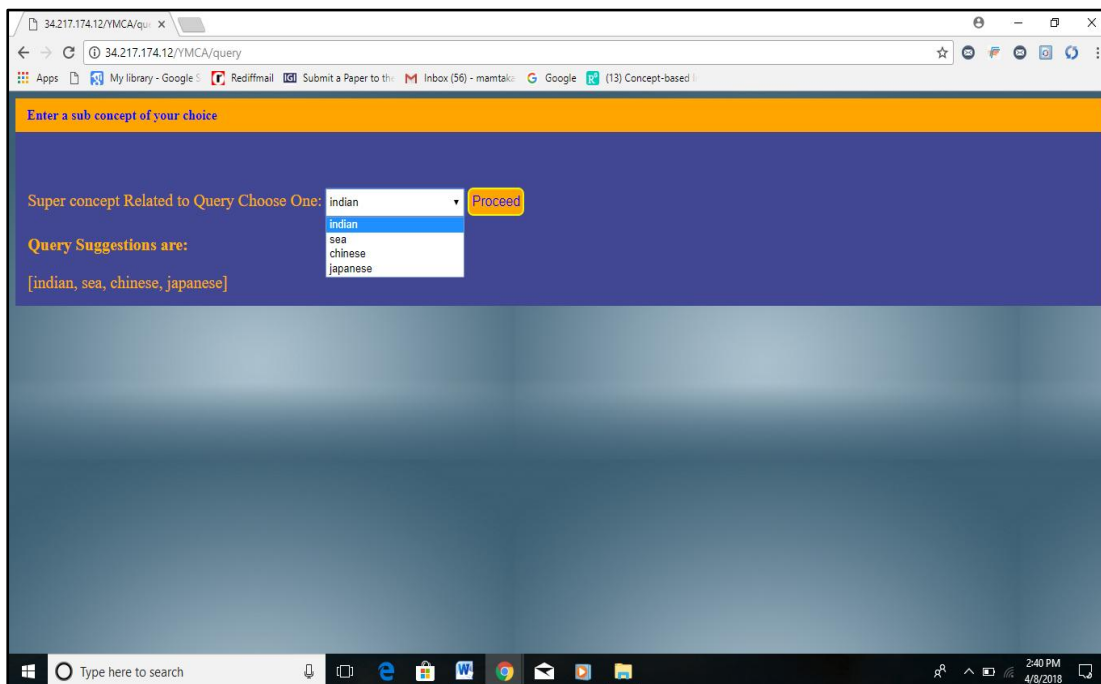 34.217.174.12/YMCA/qu
34.217.174.12/YMCA/query
Apps My library - Google S Rediffmail IGI Submit a Paper to the Inbox (56) - mamtaka Google (13) Concept-based I
Enter a sub concept of your choice
Super concept Related to Query Choose One: indian Proceed
indian
sea
chinese
japanese
Query Suggestions are:
[indian, sea, chinese, japanese]
Type here to search
2:40 PM
4/8/2018